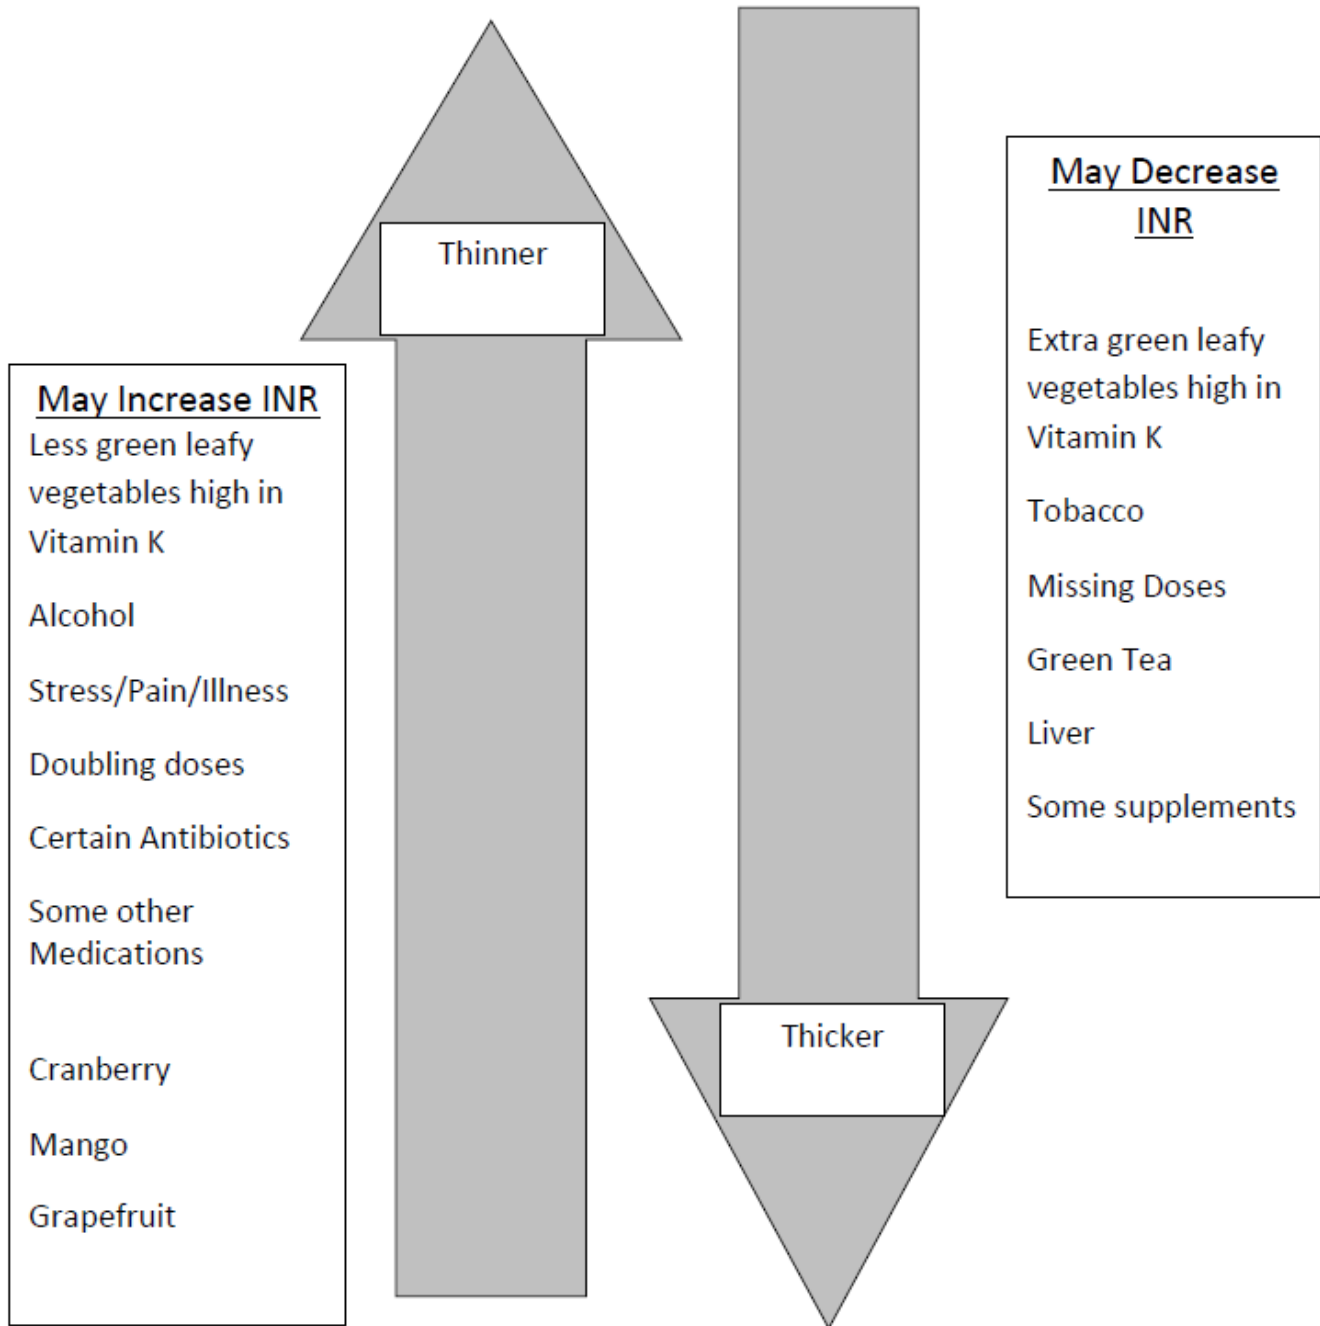 Thinner
May Increase INR
Less green leafy
vegetables high in
Vitamin K
Alcohol
Stress/Pain/Illness
Doubling doses
Certain Antibiotics
Some other
Medications
Cranberry
Mango
Grapefruit
May Decrease
INR
Extra green leafy
vegetables high in
Vitamin K
Tobacco
Missing Doses
Green Tea
Liver
Some supplements
Thicker